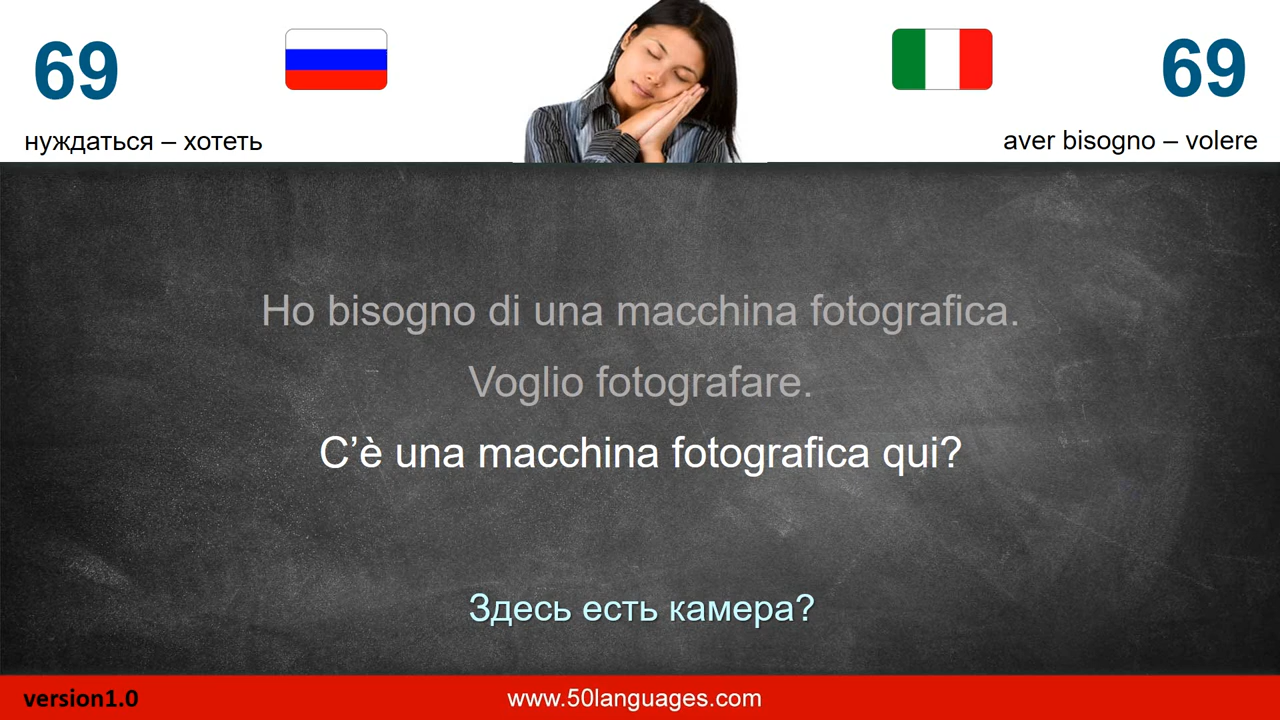 69
69
нуждаться – хотеть
aver bisogno – volere
Ho bisogno di una macchina fotografica.
Voglio fotografare.
C’è una macchina fotografica qui?
Здесь есть камера?
version1.0
www.50languages.com